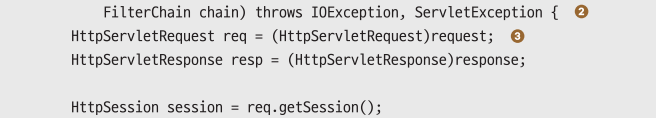 FilterChain chain) throws IOException, ServletException { ❷
HttpServletRequest req = (HttpServletRequest)request; ❸
HttpServletResponse resp = (HttpServletResponse)response;
HttpSession session = req.getSession();